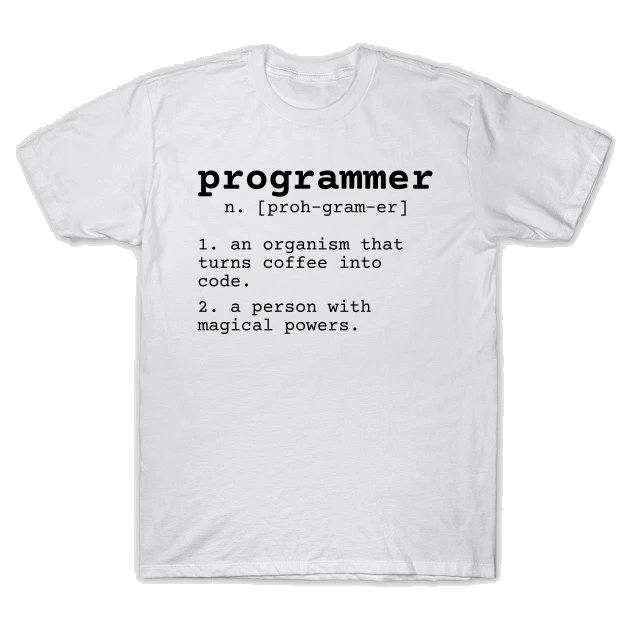 programmer
n. [proh-gram-er]
1. an organism that
turns coffee into
code.
2. a person with
magical powers.